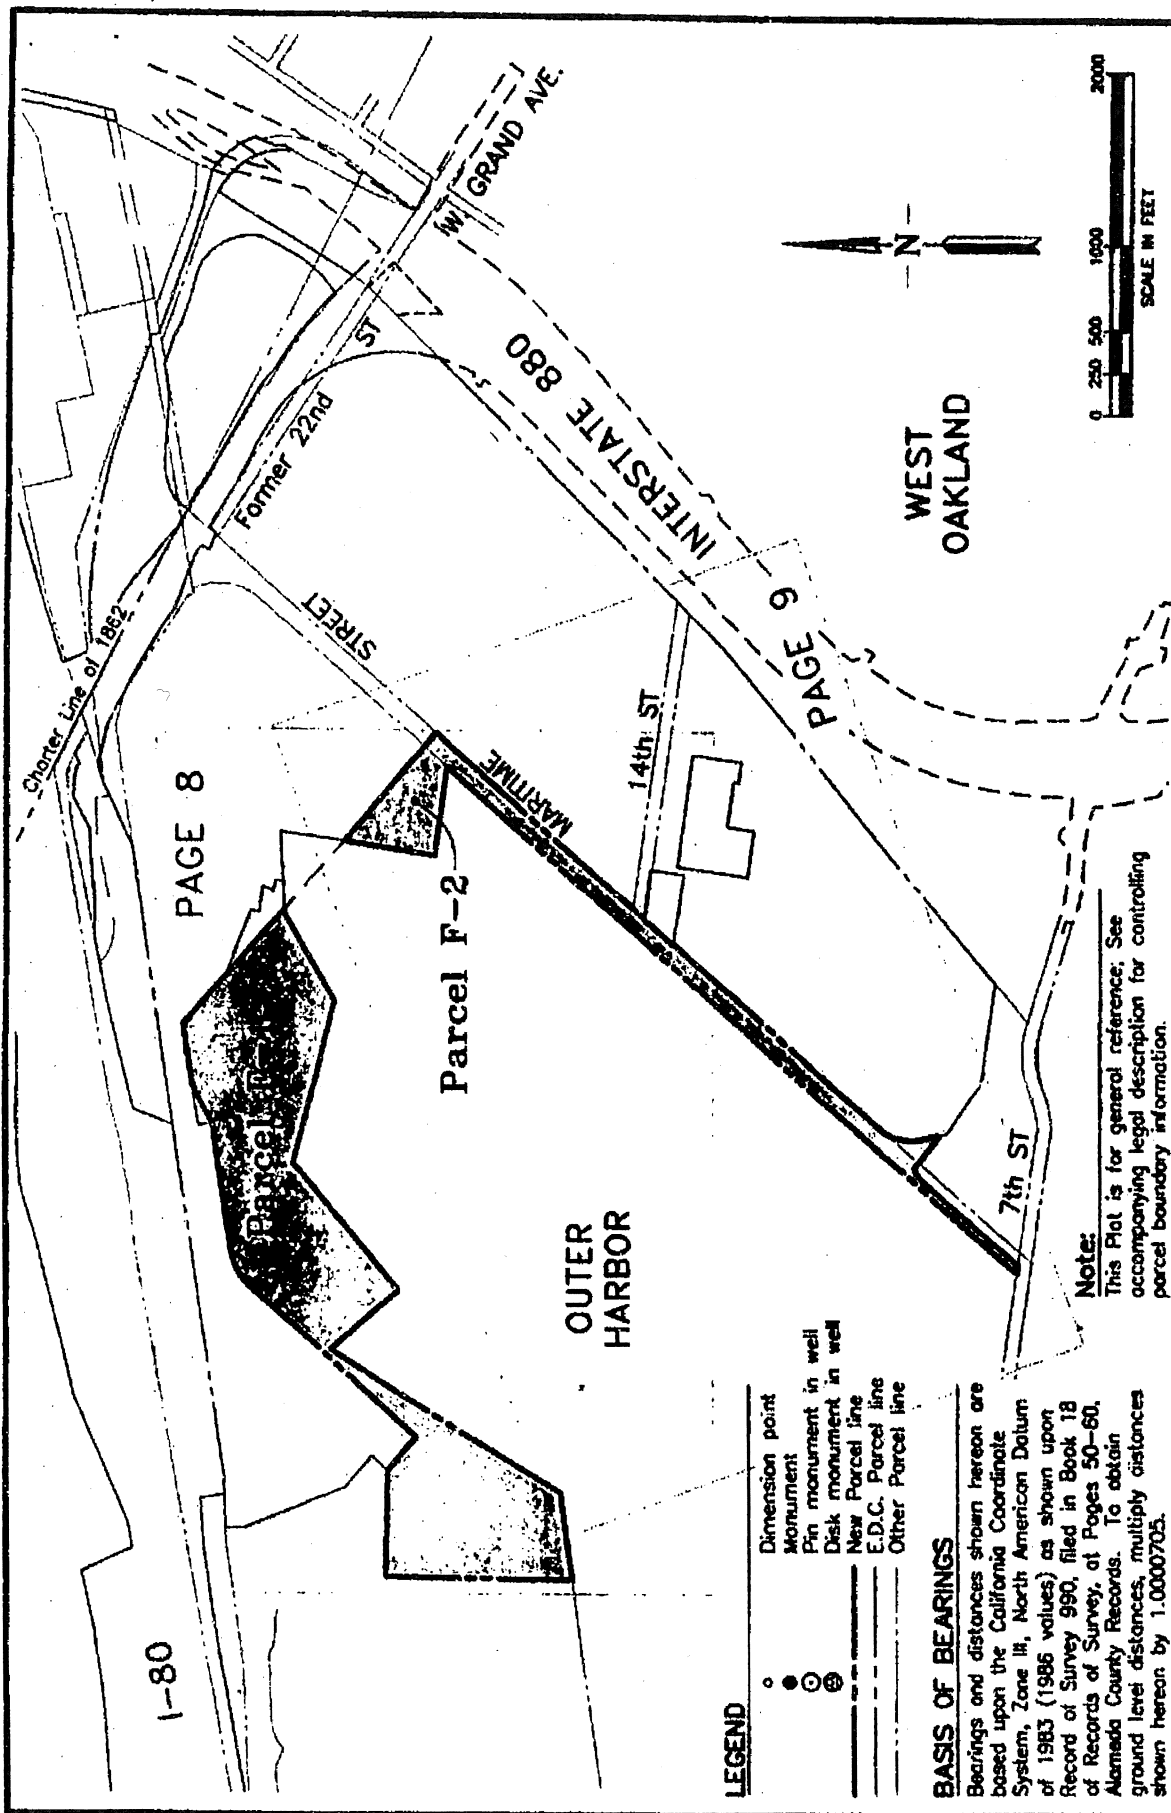 I-80
Charter Line of 1862
PAGE 8
Former 22nd
ST
W. GRAND AVE.
STREET
MARITIME
INTERSTATE 880
PAGE 9
14th ST
Parcel
Parcel F-2
OUTER
HARBOR
WEST
OAKLAND
7th ST
N
0 250 500 1000 2000
SCALE IN FEET
LEGEND
Dimension point
Monument
Pin monument in well
Disk monument in well
New Parcel line
E.D.C. Parcel line
Other Parcel line
BASIS OF BEARINGS
Bearings and distances shown hereon are
based upon the California Coordinate
System, Zone III, North American Datum
of 1983 (1986 values) as shown upon
Record of Survey 990, filed in Book 18
of Records of Survey, at Pages 50-60,
Alameda County Records. To obtain
ground level distances, multiply distances
shown hereon by 1.0000705.
Note:
This Plat is for general reference; See
accompanying legal description for controlling
parcel boundary information.